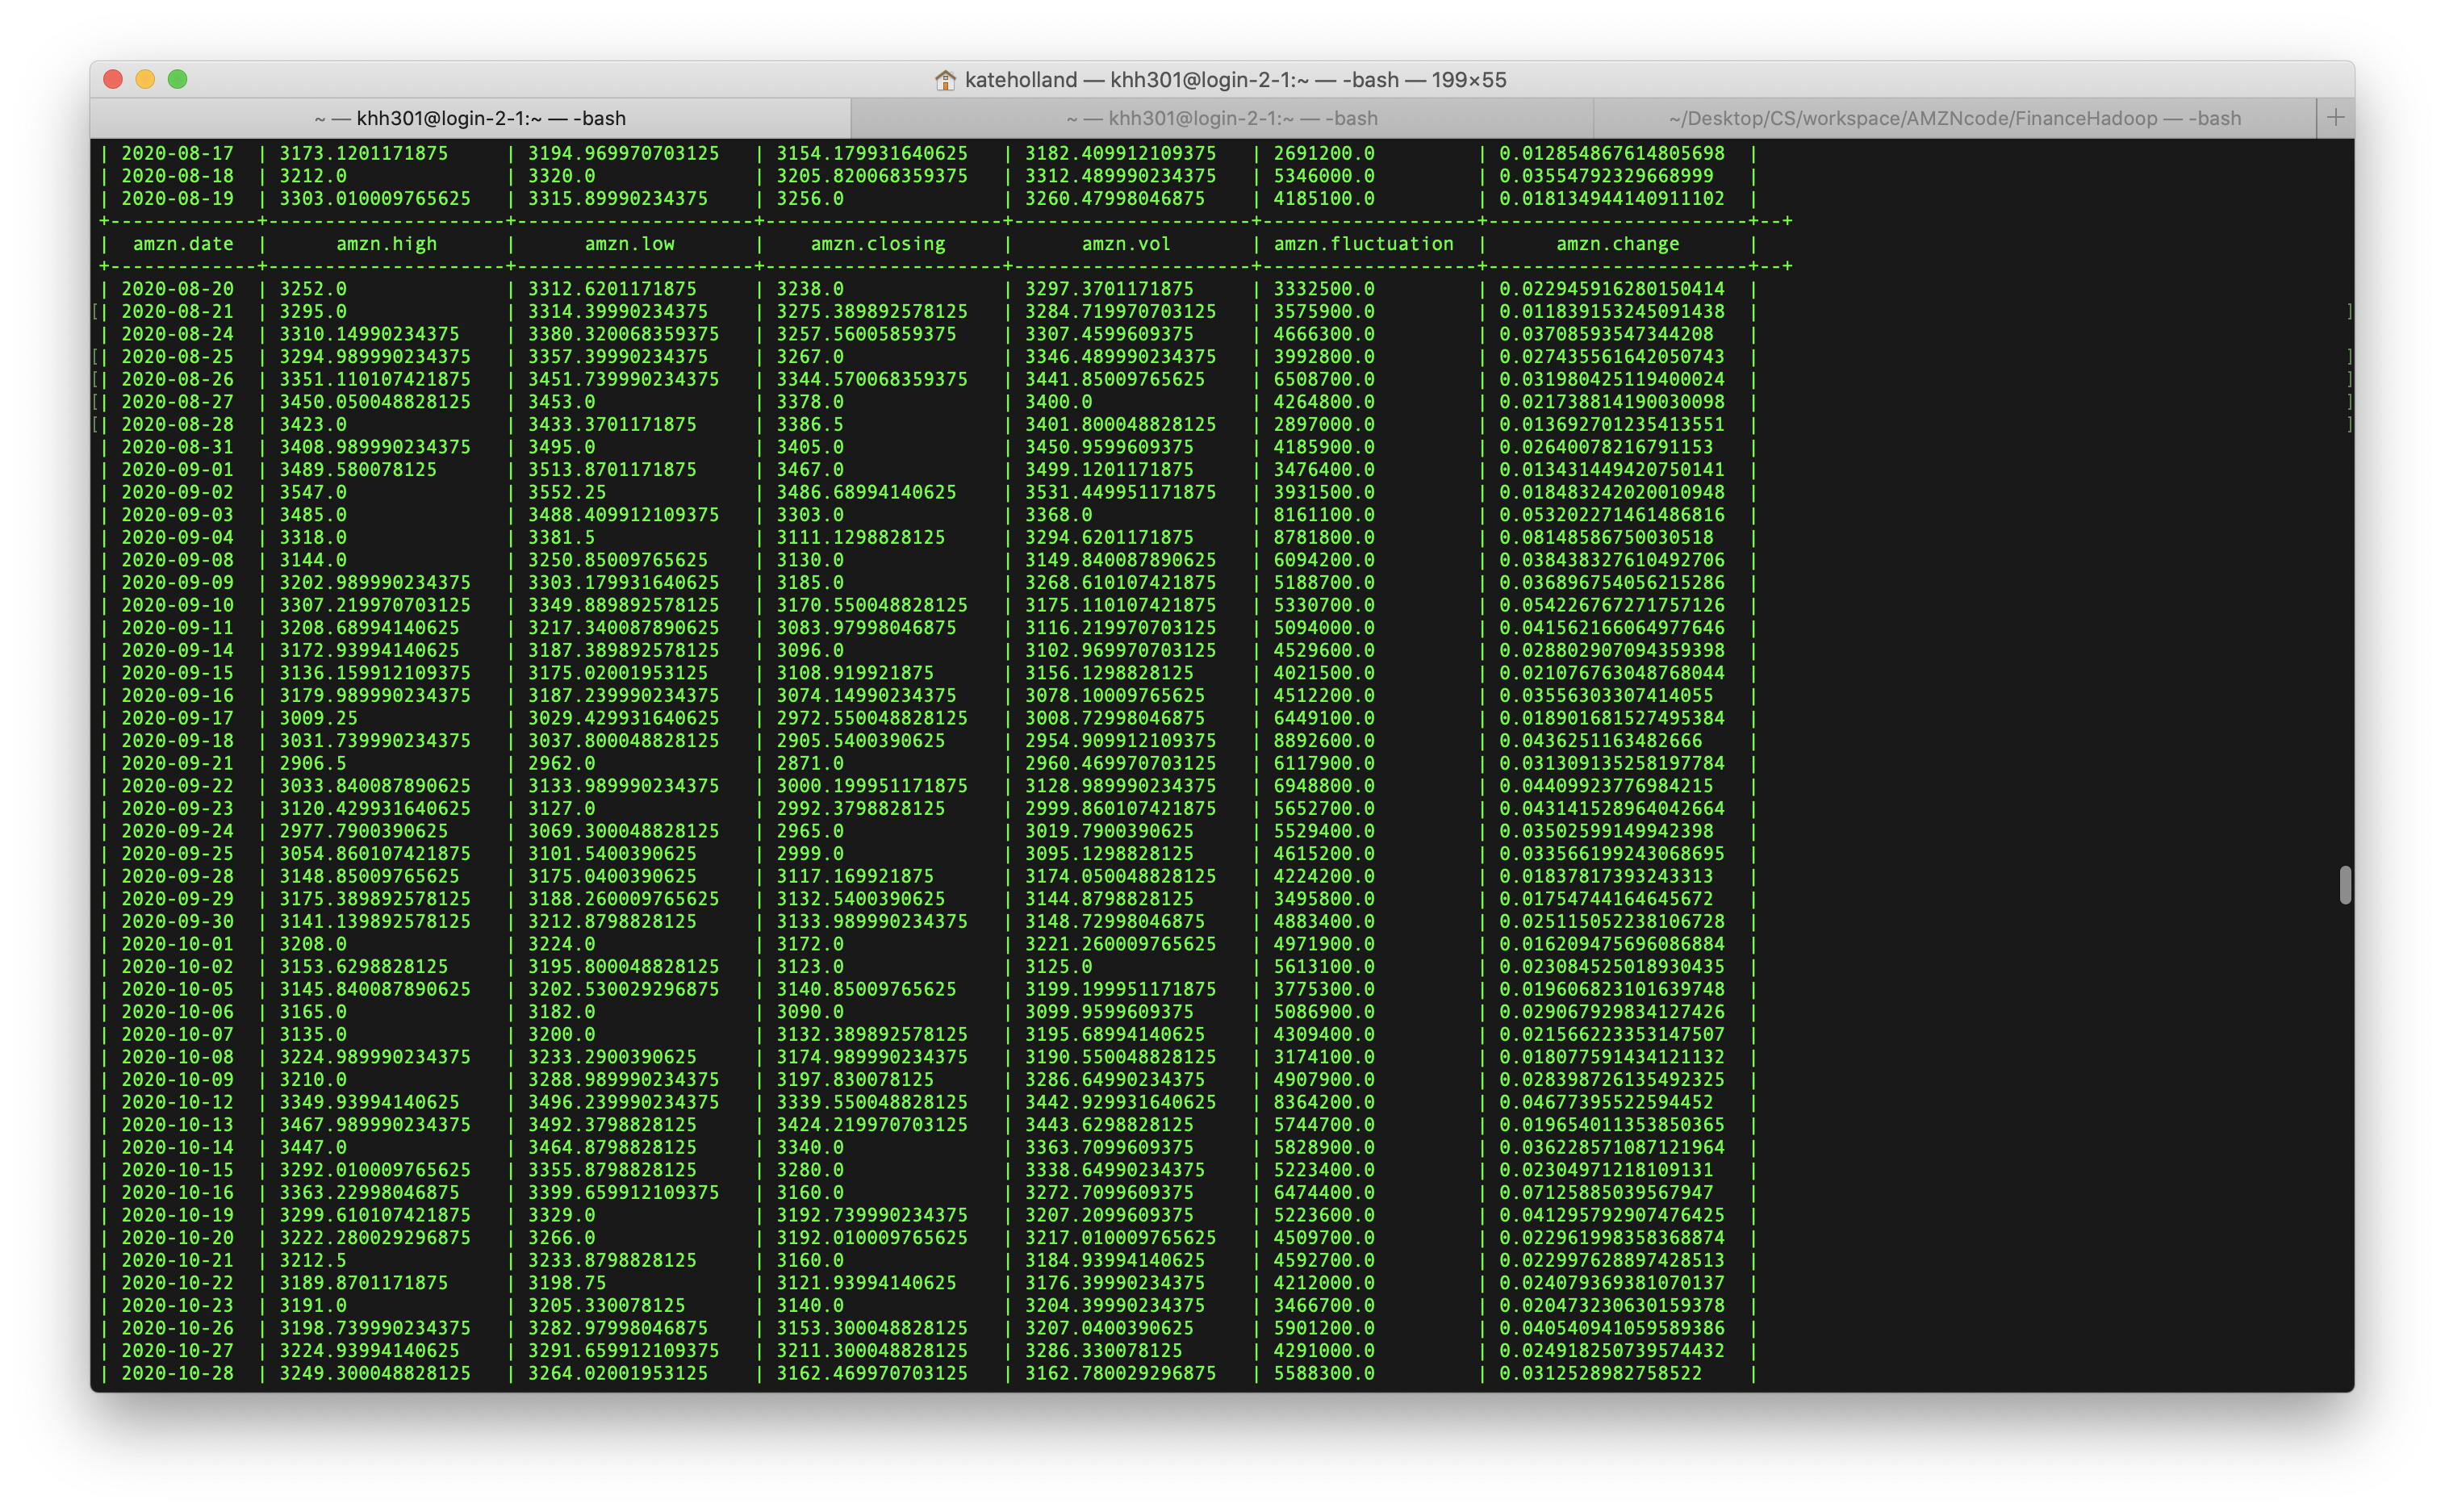 kateholland — khh301@login-2-1:~ — -bash — 199×55
~ — khh301@login-2-1:~ — -bash ~ — khh301@login-2-1:~ — -bash ~/Desktop/CS/workspace/AMZNcode/FinanceHadoop — -bash +
| 2020-08-17 | 3173.1201171875 | 3194.969970703125 | 3154.179931640625 | 3182.409912109375 | 2691200.0 | 0.012854867614805698 |
| 2020-08-18 | 3212.0 | 3320.0 | 3205.820068359375 | 3312.489990234375 | 5346000.0 | 0.03554792329668999 |
| 2020-08-19 | 3303.010009765625 | 3315.89990234375 | 3256.0 | 3260.47998046875 | 4185100.0 | 0.018134944140911102 |
+-------------+---------------------+---------------------+---------------------+---------------------+-------------------+-----------------------+--+
| amzn.date | amzn.high | amzn.low | amzn.closing | amzn.vol | amzn.fluctuation | amzn.change |
+-------------+---------------------+---------------------+---------------------+---------------------+-------------------+-----------------------+--+
| 2020-08-20 | 3252.0 | 3312.6201171875 | 3238.0 | 3297.3701171875 | 3332500.0 | 0.022945916280150414 |
[| 2020-08-21 | 3295.0 | 3314.39990234375 | 3275.389892578125 | 3284.719970703125 | 3575900.0 | 0.011839153245091438 | ]
| 2020-08-24 | 3310.14990234375 | 3380.320068359375 | 3257.56005859375 | 3307.4599609375 | 4666300.0 | 0.03708593547344208 |
[| 2020-08-25 | 3294.989990234375 | 3357.39990234375 | 3267.0 | 3346.489990234375 | 3992800.0 | 0.027435561642050743 | ]
[| 2020-08-26 | 3351.110107421875 | 3451.739990234375 | 3344.570068359375 | 3441.85009765625 | 6508700.0 | 0.031980425119400024 | ]
[| 2020-08-27 | 3450.050048828125 | 3453.0 | 3378.0 | 3400.0 | 4264800.0 | 0.021738814190030098 | ]
[| 2020-08-28 | 3423.0 | 3433.3701171875 | 3386.5 | 3401.800048828125 | 2897000.0 | 0.013692701235413551 | ]
| 2020-08-31 | 3408.989990234375 | 3495.0 | 3405.0 | 3450.9599609375 | 4185900.0 | 0.02640078216791153 |
| 2020-09-01 | 3489.580078125 | 3513.8701171875 | 3467.0 | 3499.1201171875 | 3476400.0 | 0.013431449420750141 |
| 2020-09-02 | 3547.0 | 3552.25 | 3486.68994140625 | 3531.449951171875 | 3931500.0 | 0.018483242020010948 |
| 2020-09-03 | 3485.0 | 3488.409912109375 | 3303.0 | 3368.0 | 8161100.0 | 0.053202271461486816 |
| 2020-09-04 | 3318.0 | 3381.5 | 3111.1298828125 | 3294.6201171875 | 8781800.0 | 0.08148586750030518 |
| 2020-09-08 | 3144.0 | 3250.85009765625 | 3130.0 | 3149.840087890625 | 6094200.0 | 0.038438327610492706 |
| 2020-09-09 | 3202.989990234375 | 3303.179931640625 | 3185.0 | 3268.610107421875 | 5188700.0 | 0.036896754056215286 |
| 2020-09-10 | 3307.219970703125 | 3349.889892578125 | 3170.550048828125 | 3175.110107421875 | 5330700.0 | 0.054226767271757126 |
| 2020-09-11 | 3208.68994140625 | 3217.340087890625 | 3083.97998046875 | 3116.219970703125 | 5094000.0 | 0.041562166064977646 |
| 2020-09-14 | 3172.93994140625 | 3187.389892578125 | 3096.0 | 3102.969970703125 | 4529600.0 | 0.028802907094359398 |
| 2020-09-15 | 3136.159912109375 | 3175.02001953125 | 3108.919921875 | 3156.1298828125 | 4021500.0 | 0.021076763048768044 |
| 2020-09-16 | 3179.989990234375 | 3187.239990234375 | 3074.14990234375 | 3078.10009765625 | 4512200.0 | 0.03556303307414055 |
| 2020-09-17 | 3009.25 | 3029.429931640625 | 2972.550048828125 | 3008.72998046875 | 6449100.0 | 0.018901681527495384 |
| 2020-09-18 | 3031.739990234375 | 3037.800048828125 | 2905.5400390625 | 2954.909912109375 | 8892600.0 | 0.0436251163482666 |
| 2020-09-21 | 2906.5 | 2962.0 | 2871.0 | 2960.469970703125 | 6117900.0 | 0.031309135258197784 |
| 2020-09-22 | 3033.840087890625 | 3133.989990234375 | 3000.199951171875 | 3128.989990234375 | 6948800.0 | 0.04409923776984215 |
| 2020-09-23 | 3120.429931640625 | 3127.0 | 2992.3798828125 | 2999.860107421875 | 5652700.0 | 0.043141528964042664 |
| 2020-09-24 | 2977.7900390625 | 3069.300048828125 | 2965.0 | 3019.7900390625 | 5529400.0 | 0.03502599149942398 |
| 2020-09-25 | 3054.860107421875 | 3101.5400390625 | 2999.0 | 3095.1298828125 | 4615200.0 | 0.033566199243068695 |
| 2020-09-28 | 3148.85009765625 | 3175.0400390625 | 3117.169921875 | 3174.050048828125 | 4224200.0 | 0.01837817393243313 |
| 2020-09-29 | 3175.389892578125 | 3188.260009765625 | 3132.5400390625 | 3144.8798828125 | 3495800.0 | 0.01754744164645672 |
| 2020-09-30 | 3141.139892578125 | 3212.8798828125 | 3133.989990234375 | 3148.72998046875 | 4883400.0 | 0.025115052238106728 |
| 2020-10-01 | 3208.0 | 3224.0 | 3172.0 | 3221.260009765625 | 4971900.0 | 0.016209475696086884 |
| 2020-10-02 | 3153.6298828125 | 3195.800048828125 | 3123.0 | 3125.0 | 5613100.0 | 0.023084525018930435 |
| 2020-10-05 | 3145.840087890625 | 3202.530029296875 | 3140.85009765625 | 3199.199951171875 | 3775300.0 | 0.019606823101639748 |
| 2020-10-06 | 3165.0 | 3182.0 | 3090.0 | 3099.9599609375 | 5086900.0 | 0.029067929834127426 |
| 2020-10-07 | 3135.0 | 3200.0 | 3132.389892578125 | 3195.68994140625 | 4309400.0 | 0.021566223353147507 |
| 2020-10-08 | 3224.989990234375 | 3233.2900390625 | 3174.989990234375 | 3190.550048828125 | 3174100.0 | 0.018077591434121132 |
| 2020-10-09 | 3210.0 | 3288.989990234375 | 3197.830078125 | 3286.64990234375 | 4907900.0 | 0.028398726135492325 |
| 2020-10-12 | 3349.93994140625 | 3496.239990234375 | 3339.550048828125 | 3442.929931640625 | 8364200.0 | 0.04677395522594452 |
| 2020-10-13 | 3467.989990234375 | 3492.3798828125 | 3424.219970703125 | 3443.6298828125 | 5744700.0 | 0.019654011353850365 |
| 2020-10-14 | 3447.0 | 3464.8798828125 | 3340.0 | 3363.7099609375 | 5828900.0 | 0.036228571087121964 |
| 2020-10-15 | 3292.010009765625 | 3355.8798828125 | 3280.0 | 3338.64990234375 | 5223400.0 | 0.02304971218109131 |
| 2020-10-16 | 3363.22998046875 | 3399.659912109375 | 3160.0 | 3272.7099609375 | 6474400.0 | 0.07125885039567947 |
| 2020-10-19 | 3299.610107421875 | 3329.0 | 3192.739990234375 | 3207.2099609375 | 5223600.0 | 0.041295792907476425 |
| 2020-10-20 | 3222.280029296875 | 3266.0 | 3192.010009765625 | 3217.010009765625 | 4509700.0 | 0.022961998358368874 |
| 2020-10-21 | 3212.5 | 3233.8798828125 | 3160.0 | 3184.93994140625 | 4592700.0 | 0.022997628897428513 |
| 2020-10-22 | 3189.8701171875 | 3198.75 | 3121.93994140625 | 3176.39990234375 | 4212000.0 | 0.024079369381070137 |
| 2020-10-23 | 3191.0 | 3205.330078125 | 3140.0 | 3204.39990234375 | 3466700.0 | 0.020473230630159378 |
| 2020-10-26 | 3198.739990234375 | 3282.97998046875 | 3153.300048828125 | 3207.0400390625 | 5901200.0 | 0.040540941059589386 |
| 2020-10-27 | 3224.93994140625 | 3291.659912109375 | 3211.300048828125 | 3286.330078125 | 4291000.0 | 0.024918250739574432 |
| 2020-10-28 | 3249.300048828125 | 3264.02001953125 | 3162.469970703125 | 3162.780029296875 | 5588300.0 | 0.0312528982758522 |